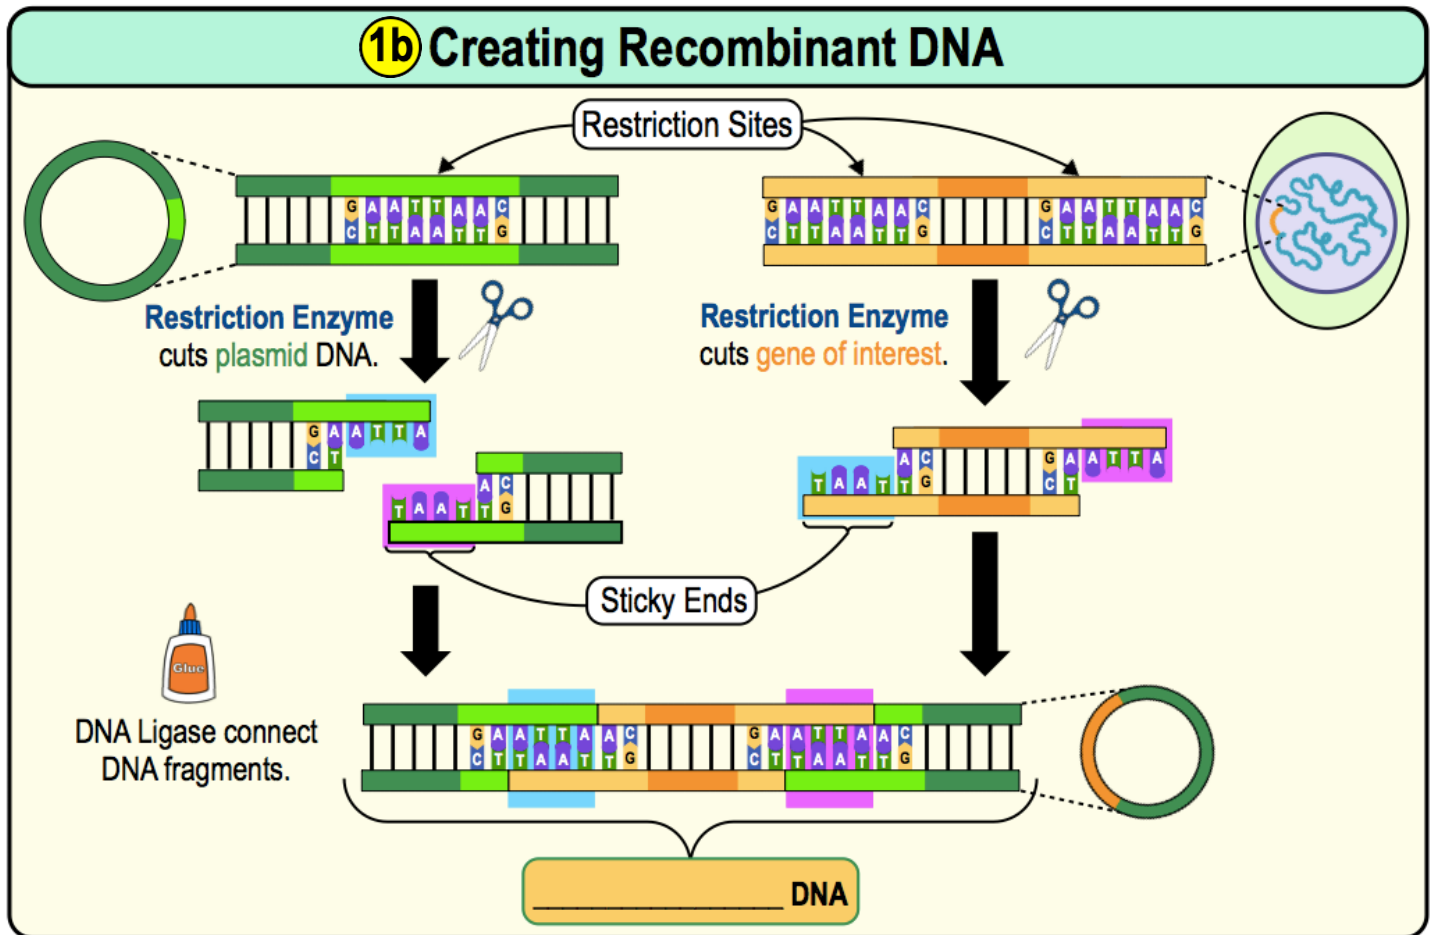 1b Creating Recombinant DNA
Restriction Sites
G A A T T A A C
C T T A A T T G
G A A T T A A C
C T T A A T T G
G A A T T A A C
C T T A A T T G
Restriction Enzyme
cuts plasmid DNA.
Restriction Enzyme
cuts gene of interest.
G A A T T A
C T
A C
T A A T T G
A C
T A A T T G
G A A T T A
C T
Sticky Ends
Glue
DNA Ligase connect
DNA fragments.
G A A T T A A C
C T T A A T T G
G A A T T A A C
C T T A A T T G
_________________ DNA